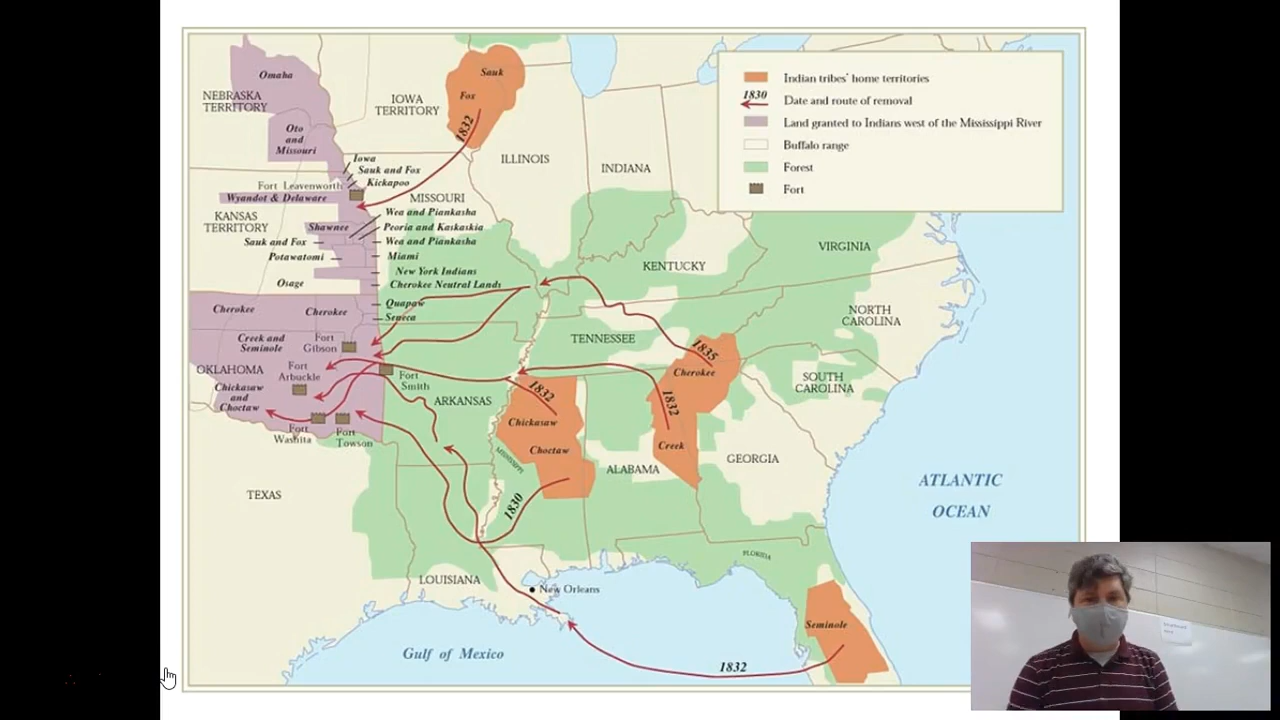 Indian tribes' home territories
1830
Date and route of removal
Land granted to Indians west of the Mississippi River
Buffalo range
Forest
Fort
Omaha
NEBRASKA
TERRITORY
Oto
and
Missouri
IOWA
TERRITORY
Sauk
Fox
1832
ILLINOIS
INDIANA
Iowa
Sauk and Fox
Kickapoo
Fort Leavenworth
Wyandot & Delaware
MISSOURI
KANSAS
TERRITORY
Shawnee
Wea and Piankasha
Peoria and Kaskaskia
Sauk and Fox
Wea and Piankasha
Potawatomi
Miami
New York Indians
Osage
Cherokee Neutral Lands
Cherokee
Cherokee
Quapaw
Seneca
Creek and
Seminole
Fort
Gibson
OKLAHOMA
Fort
Arbuckle
Chickasaw
and
Choctaw
Fort
Smith
Fort
Washita
Fort
Towson
ARKANSAS
KENTUCKY
VIRGINIA
TENNESSEE
NORTH
CAROLINA
SOUTH
CAROLINA
1835
Cherokee
1832
Creek
1832
Chickasaw
Choctaw
MISSISSIPPI
ALABAMA
GEORGIA
1830
TEXAS
LOUISIANA
New Orleans
FLORIDA
Seminole
1832
Gulf of Mexico
ATLANTIC
OCEAN